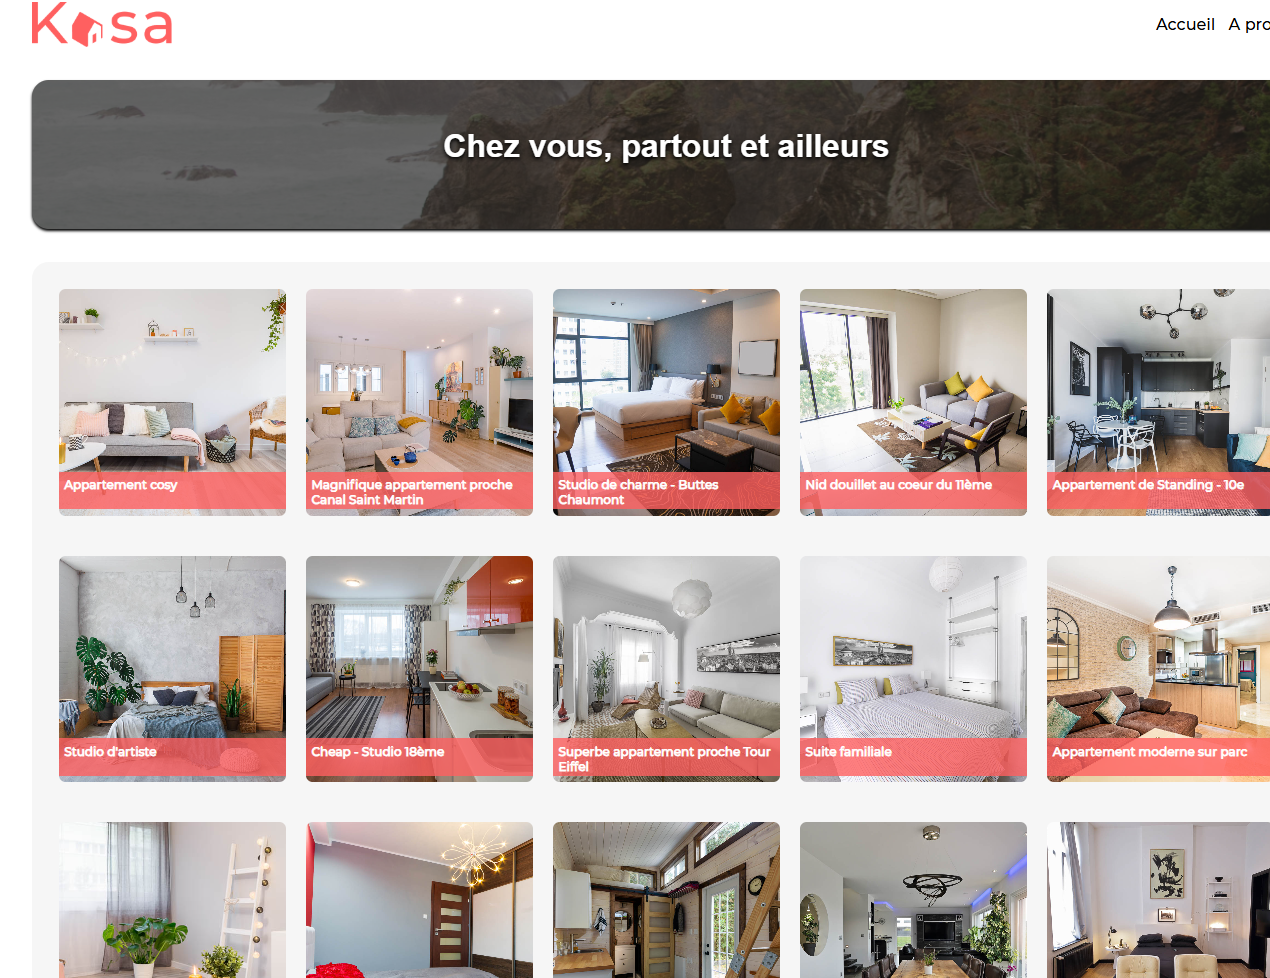 Kasa
Accueil A pro
Chez vous, partout et ailleurs
Appartement cosy
Magnifique appartement proche
Canal Saint Martin
Studio de charme - Buttes
Chaumont
Nid douillet au coeur du 11ème
Appartement de Standing - 10e
Studio d'artiste
Cheap - Studio 18ème
Superbe appartement proche Tour
Eiffel
Suite familiale
Appartement moderne sur parc